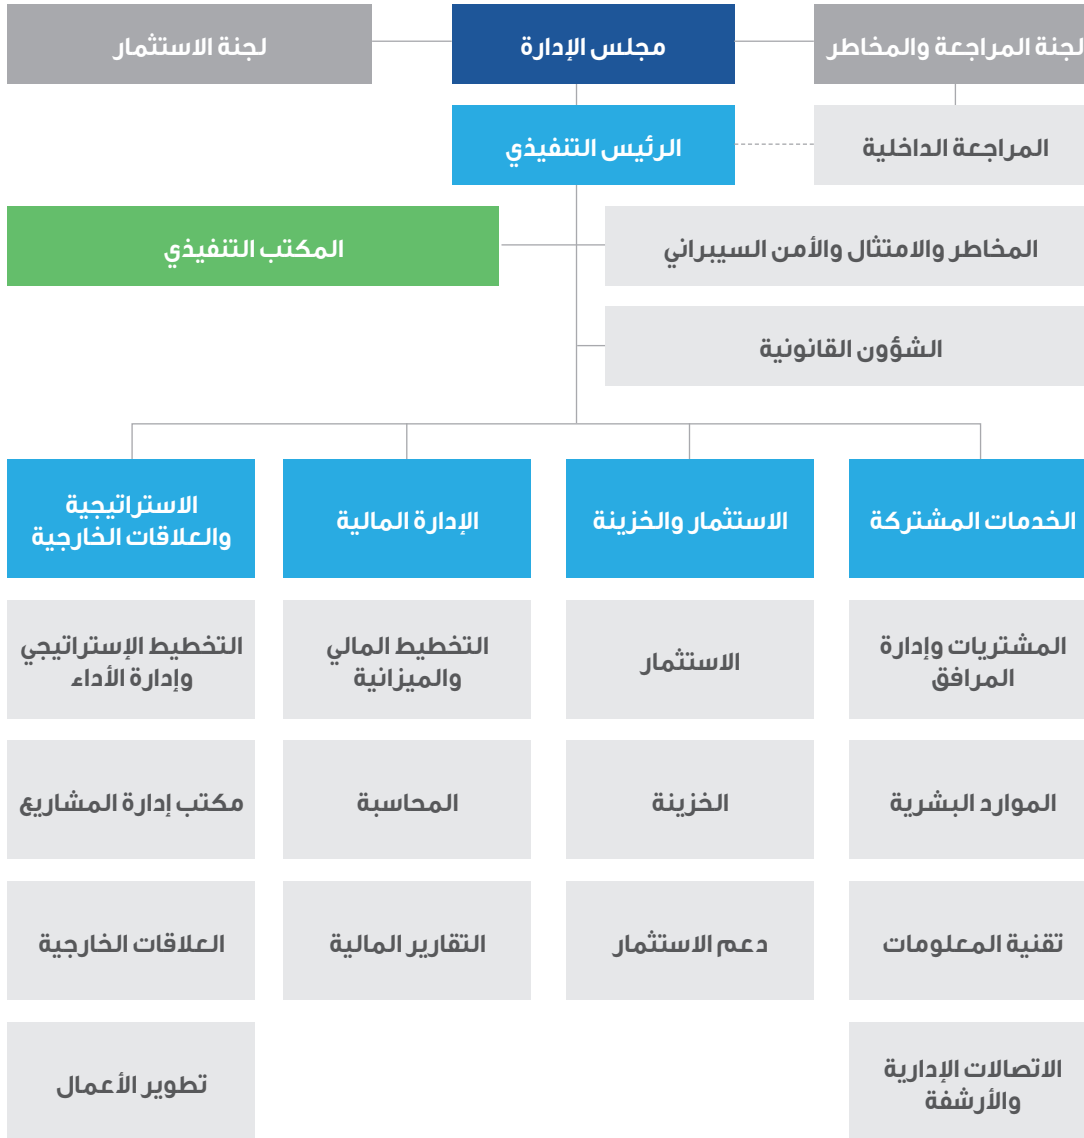 لجنة المراجعة والمخاطر
مجلس الإدارة
لجنة الاستثمار
المراجعة الداخلية
الرئيس التنفيذي
المخاطر والامتثال والأمن السيبراني
المكتب التنفيذي
الشؤون القانونية
الخدمات المشتركة
الاستثمار والخزينة
الإدارة المالية
الاستراتيجية
والعلاقات الخارجية
المشتريات وإدارة
المرافق
الاستثمار
التخطيط المالي
والميزانية
التخطيط الإستراتيجي
وإدارة الأداء
الموارد البشرية
الخزينة
المحاسبة
مكتب إدارة المشاريع
تقنية المعلومات
دعم الاستثمار
التقارير المالية
العلاقات الخارجية
الاتصالات الإدارية
والأرشفة
تطوير الأعمال